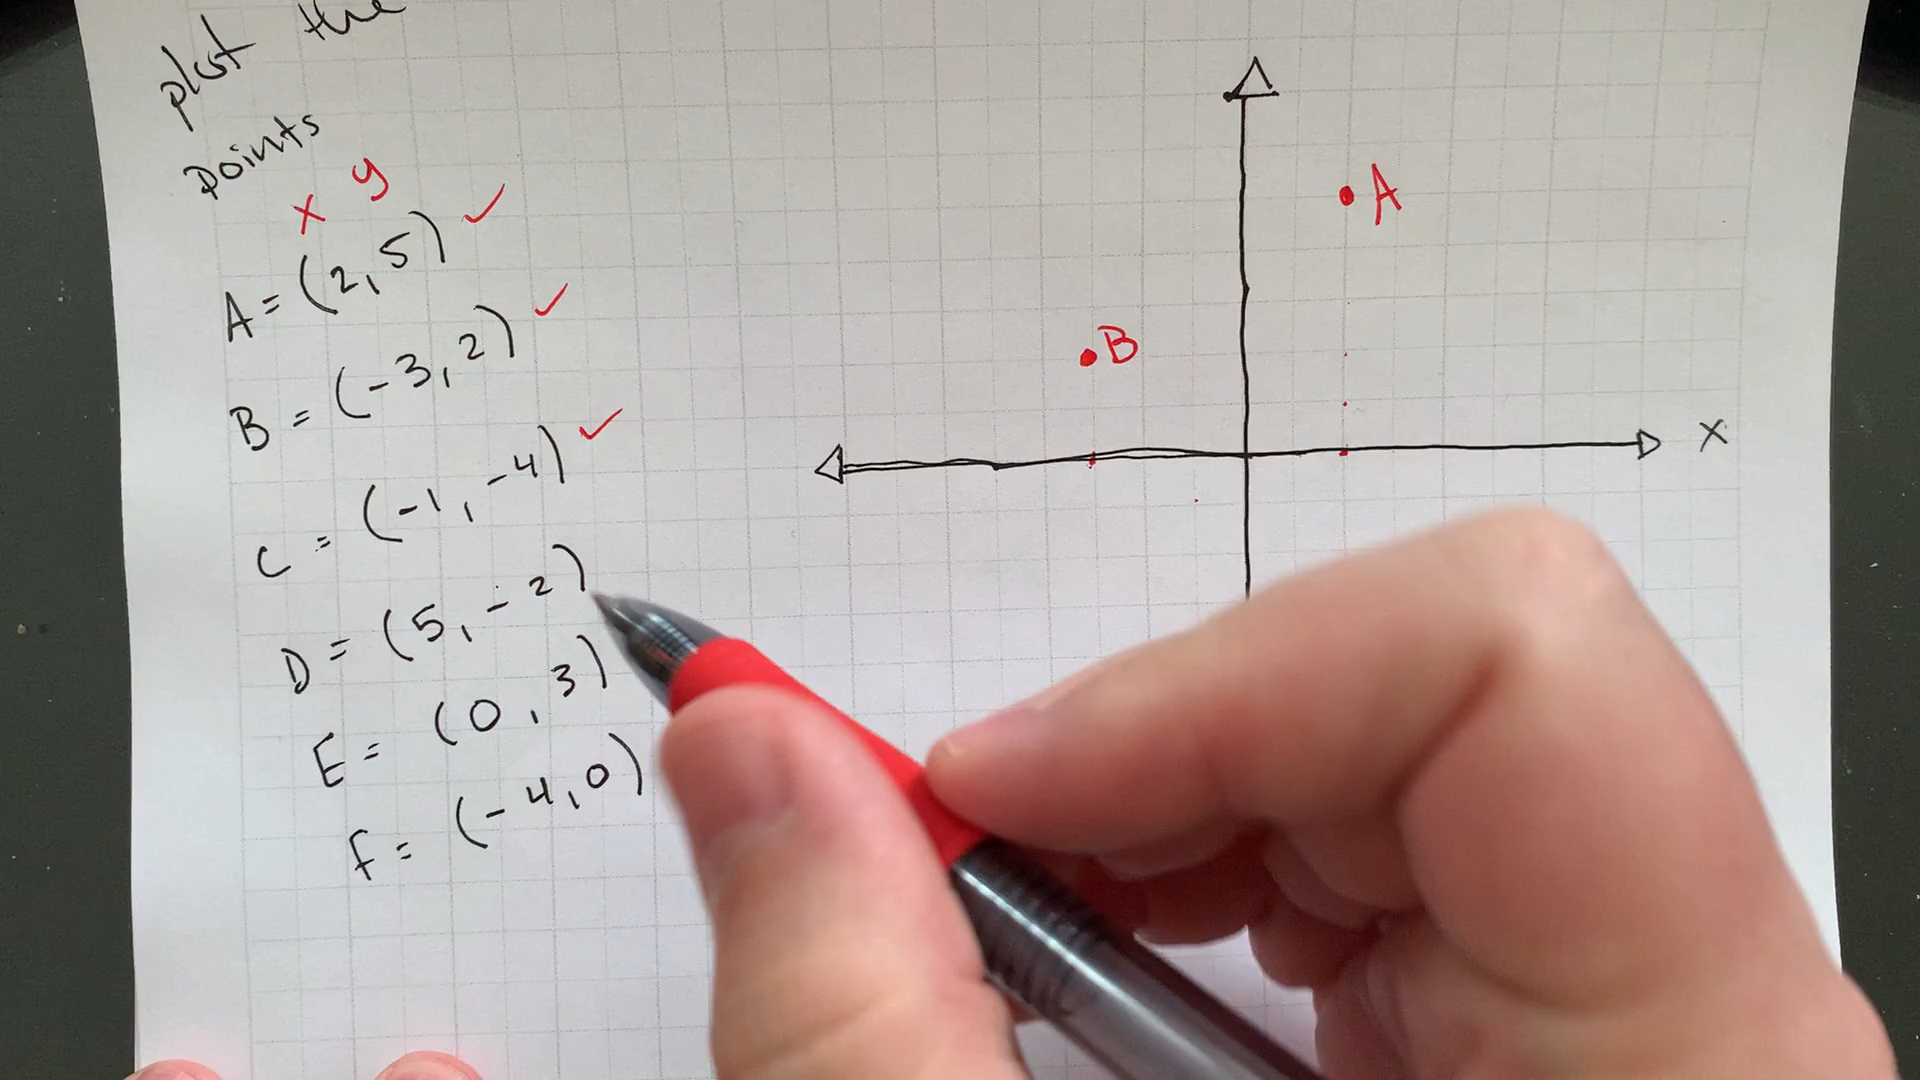 plot the
points
x y
A = (2, 5) ✓
B = (-3, 2) ✓
C = (-1, -4) ✓
D = (5, -2)
E = (0, 3)
F = (-4, 0)
A
B
X